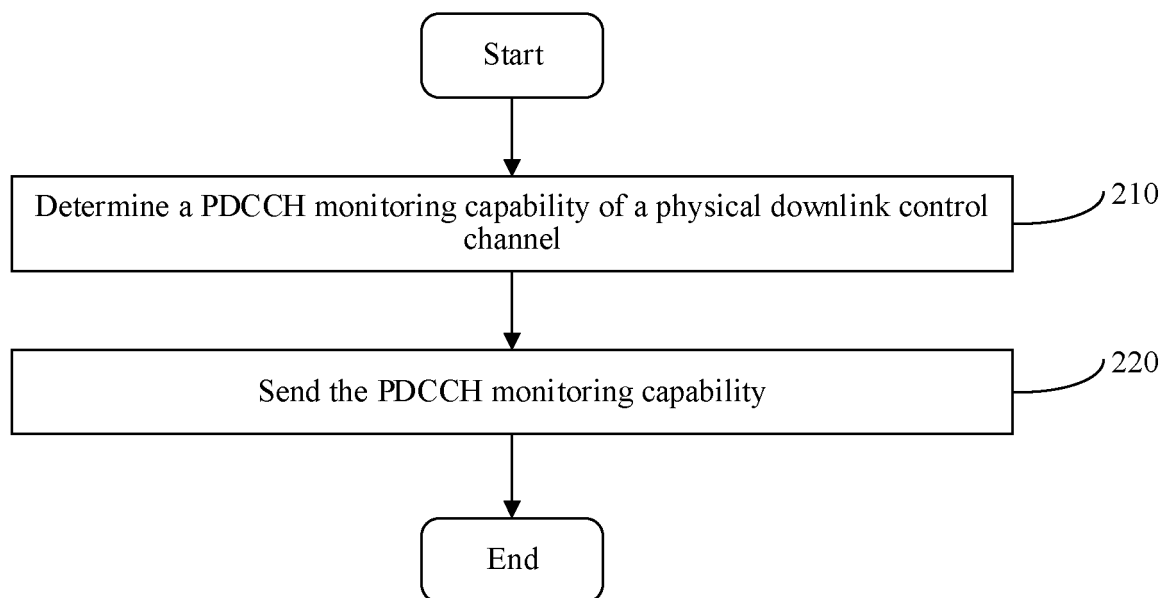 Start
Determine a PDCCH monitoring capability of a physical downlink control
channel
210
Send the PDCCH monitoring capability
220
End